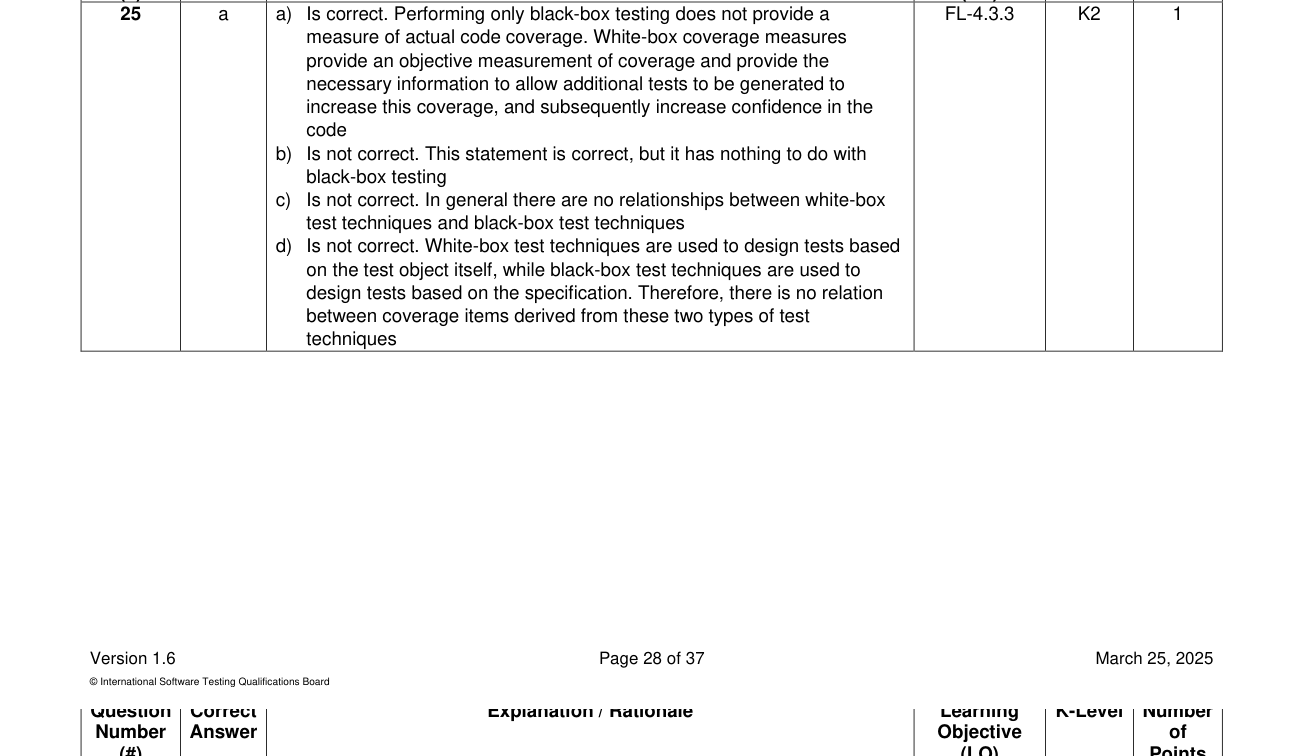 25 a a) Is correct. Performing only black-box testing does not provide a FL-4.3.3 K2 1
measure of actual code coverage. White-box coverage measures
provide an objective measurement of coverage and provide the
necessary information to allow additional tests to be generated to
increase this coverage, and subsequently increase confidence in the
code
b) Is not correct. This statement is correct, but it has nothing to do with
black-box testing
c) Is not correct. In general there are no relationships between white-box
test techniques and black-box test techniques
d) Is not correct. White-box test techniques are used to design tests based
on the test object itself, while black-box test techniques are used to
design tests based on the specification. Therefore, there is no relation
between coverage items derived from these two types of test
techniques
Version 1.6 Page 28 of 37 March 25, 2025
© International Software Testing Qualifications Board
Question Correct Explanation / Rationale Learning K-Level Number
Number Answer Objective of
(#) (LO) Points